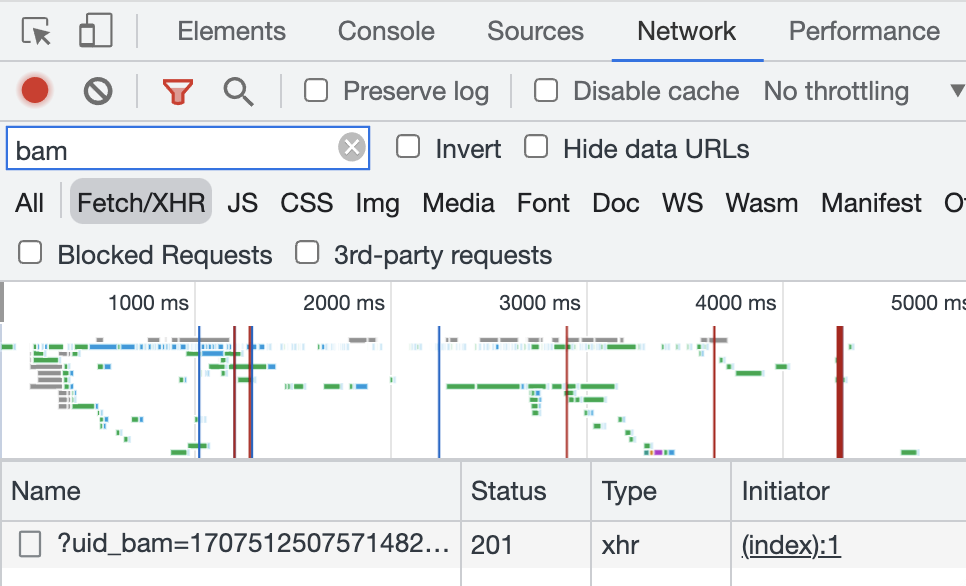 Elements Console Sources Network Performance
Preserve log Disable cache No throttling
bam Invert Hide data URLs
All Fetch/XHR JS CSS Img Media Font Doc WS Wasm Manifest
Blocked Requests 3rd-party requests
1000 ms 2000 ms 3000 ms 4000 ms 5000 ms
Name Status Type Initiator
?uid_bam=1707512507571482... 201 xhr (index):1